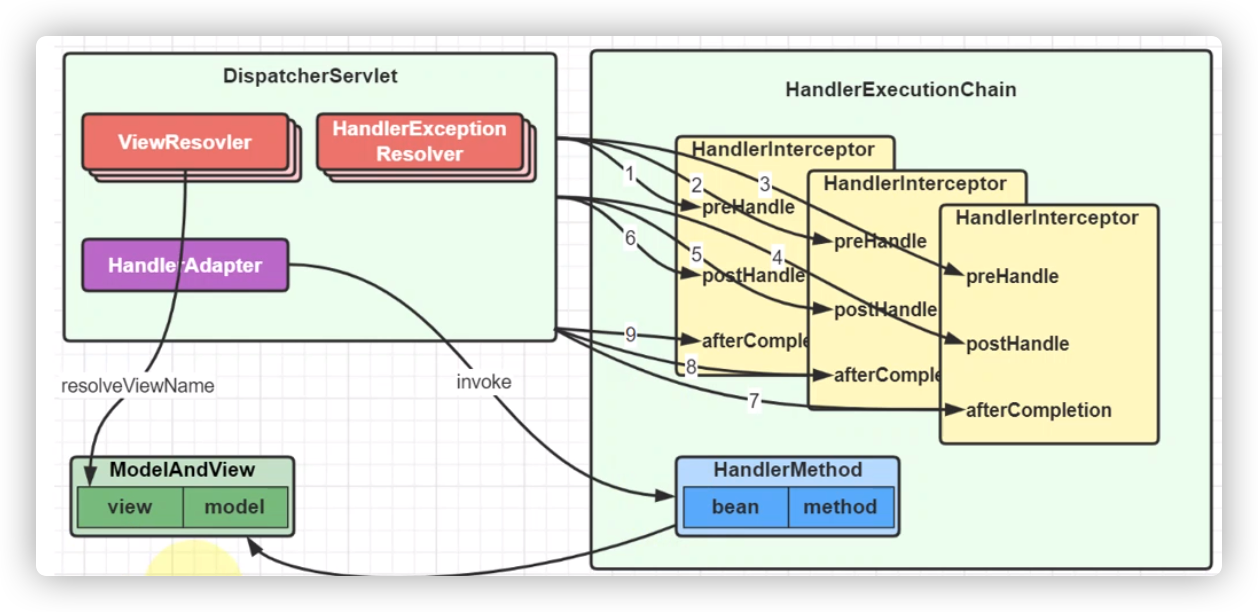 DispatcherServlet
ViewResovler
HandlerException
Resolver
HandlerAdapter
resolveViewName
invoke
ModelAndView
view
model
HandlerExecutionChain
HandlerInterceptor
1
preHandle
6
postHandle
9
afterComple
HandlerInterceptor
2
preHandle
5
postHandle
8
afterComple
HandlerInterceptor
3
preHandle
4
postHandle
7
afterCompletion
HandlerMethod
bean
method